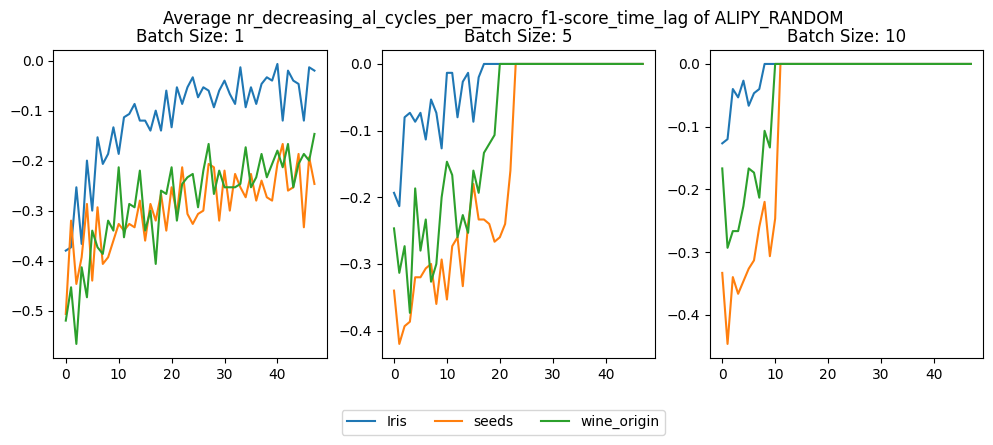 Average nr_decreasing_al_cycles_per_macro_f1-score_time_lag of ALIPY_RANDOM
Batch Size: 1
Batch Size: 5
Batch Size: 10
0.0
−0.1
−0.2
−0.3
−0.4
−0.5
0 10 20 30 40
0.0
−0.1
−0.2
−0.3
−0.4
0 10 20 30 40
0.0
−0.1
−0.2
−0.3
−0.4
0 10 20 30 40
Iris seeds wine_origin